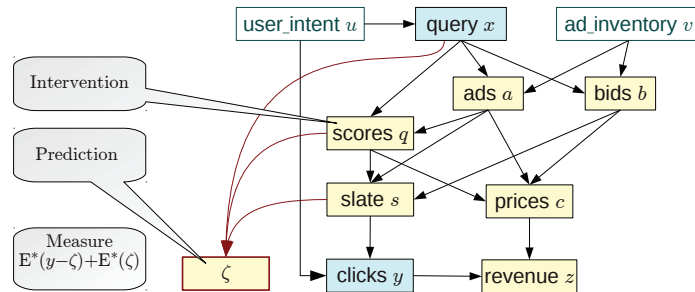 user_intent u
query x
ad_inventory v
Intervention
ads a
bids b
scores q
Prediction
slate s
prices c
Measure
E*(y−ζ)+E*(ζ)
ζ
clicks y
revenue z